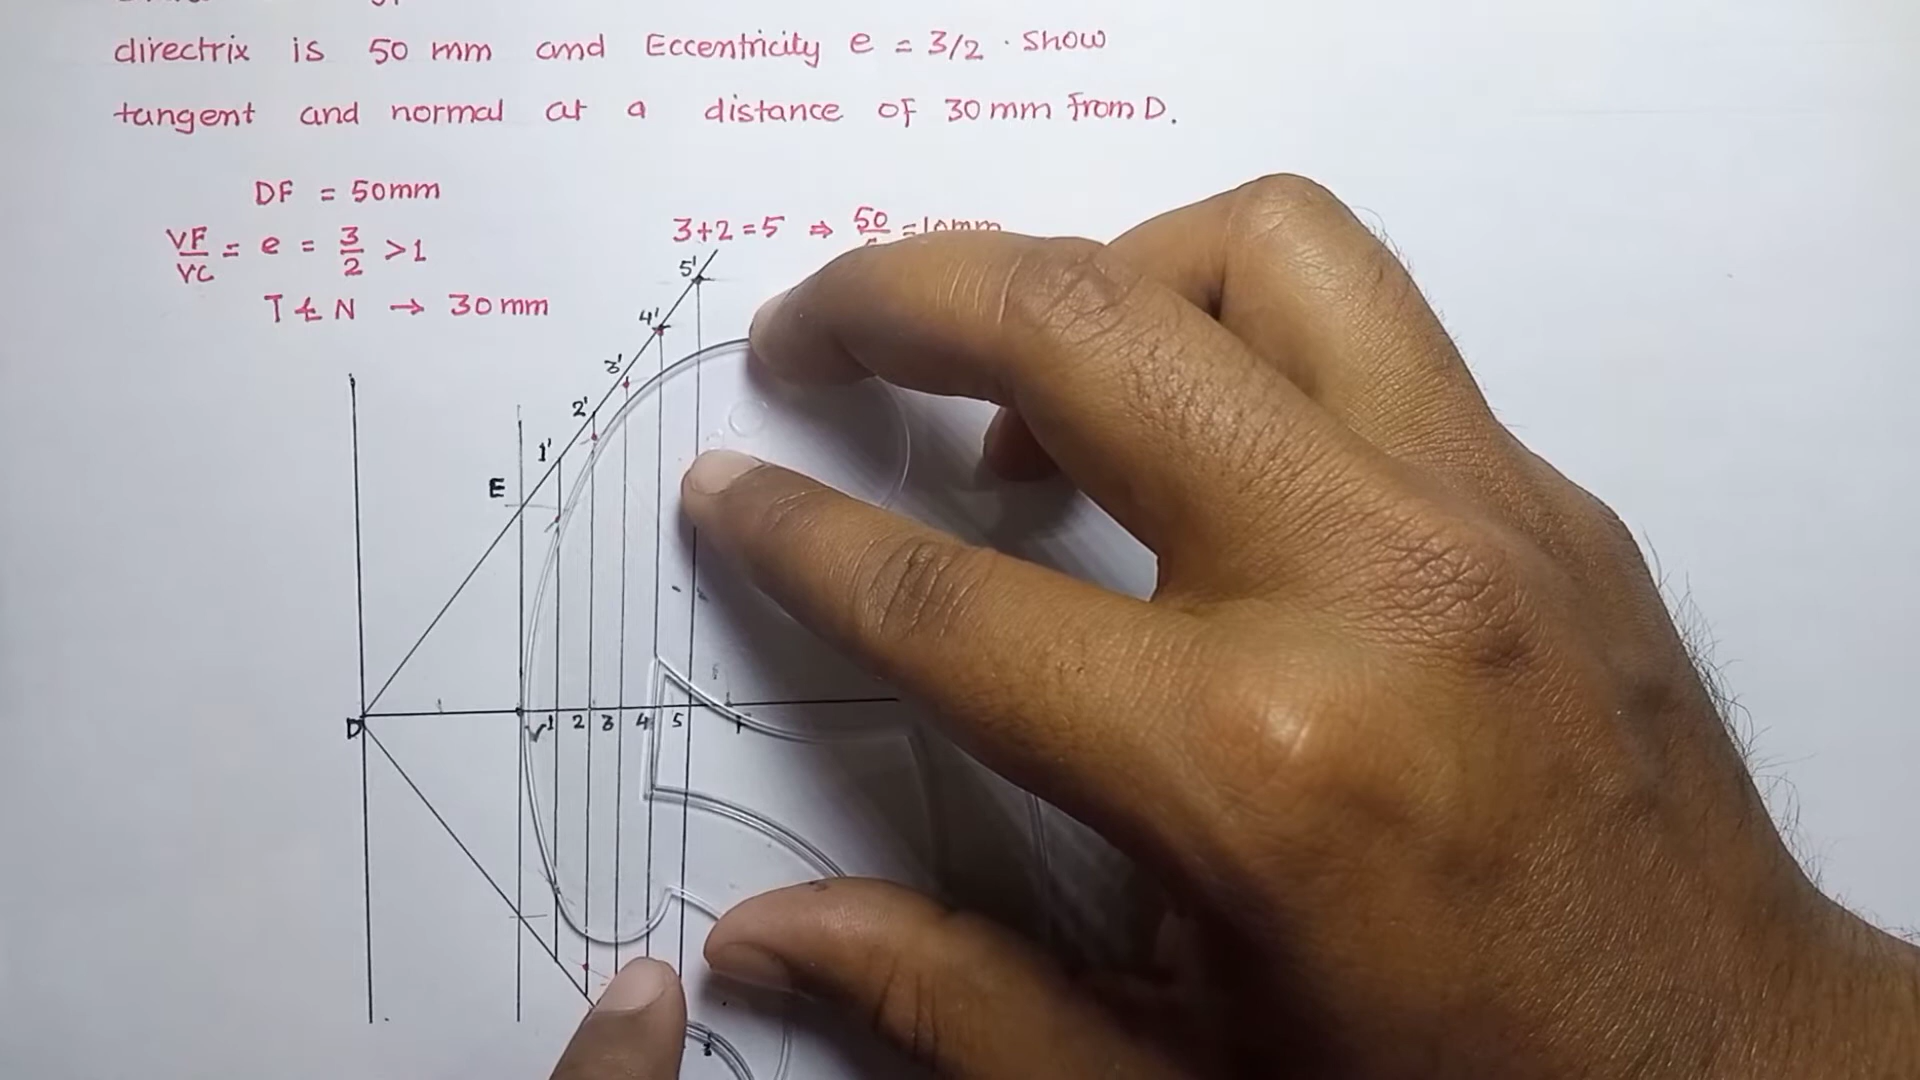 directrix is 50 mm and Eccentricity e = 3/2 . Show
tangent and normal at a distance of 30 mm from D.
DF = 50mm
VF/VC = e = 3/2 > 1
T & N → 30 mm
3+2 = 5 ⇒ 50/ =10mm
5'
4'
3'
2'
1'
E
D
V 1 2 3 4 5